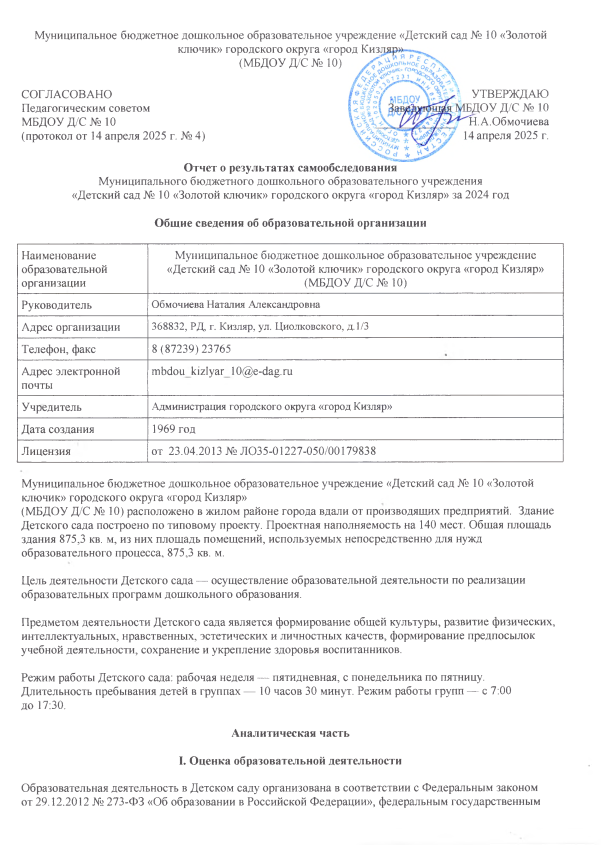 Муниципальное бюджетное дошкольное образовательное учреждение «Детский сад № 10 «Золотой
ключик» городского округа «город Кизляр»
(МБДОУ Д/С № 10)
СОГЛАСОВАНО
Педагогическим советом
МБДОУ Д/С № 10
(протокол от 14 апреля 2025 г. № 4)
УТВЕРЖДАЮ
Заведующая МБДОУ Д/С № 10
Н.А.Обмочиева
14 апреля 2025 г.
МБДОУ
Отчет о результатах самообследования
Муниципального бюджетного дошкольного образовательного учреждения
«Детский сад № 10 «Золотой ключик» городского округа «город Кизляр» за 2024 год
Общие сведения об образовательной организации
Наименование
образовательной
организации
Муниципальное бюджетное дошкольное образовательное учреждение
«Детский сад № 10 «Золотой ключик» городского округа «город Кизляр»
(МБДОУ Д/С № 10)
Руководитель
Обмочиева Наталия Александровна
Адрес организации
368832, РД, г. Кизляр, ул. Циолковского, д.1/3
Телефон, факс
8 (87239) 23765
Адрес электронной
почты
mbdou_kizlyar_10@e-dag.ru
Учредитель
Администрация городского округа «город Кизляр»
Дата создания
1969 год
Лицензия
от 23.04.2013 № ЛО35-01227-050/00179838
Муниципальное бюджетное дошкольное образовательное учреждение «Детский сад № 10 «Золотой
ключик» городского округа «город Кизляр»
(МБДОУ Д/С № 10) расположено в жилом районе города вдали от производящих предприятий. Здание
Детского сада построено по типовому проекту. Проектная наполняемость на 140 мест. Общая площадь
здания 875,3 кв. м, из них площадь помещений, используемых непосредственно для нужд
образовательного процесса, 875,3 кв. м.
Цель деятельности Детского сада — осуществление образовательной деятельности по реализации
образовательных программ дошкольного образования.
Предметом деятельности Детского сада является формирование общей культуры, развитие физических,
интеллектуальных, нравственных, эстетических и личностных качеств, формирование предпосылок
учебной деятельности, сохранение и укрепление здоровья воспитанников.
Режим работы Детского сада: рабочая неделя — пятидневная, с понедельника по пятницу.
Длительность пребывания детей в группах — 10 часов 30 минут. Режим работы групп — с 7:00
до 17:30.
Аналитическая часть
I. Оценка образовательной деятельности
Образовательная деятельность в Детском саду организована в соответствии с Федеральным законом
от 29.12.2012 № 273-ФЗ «Об образовании в Российской Федерации», федеральным государственным